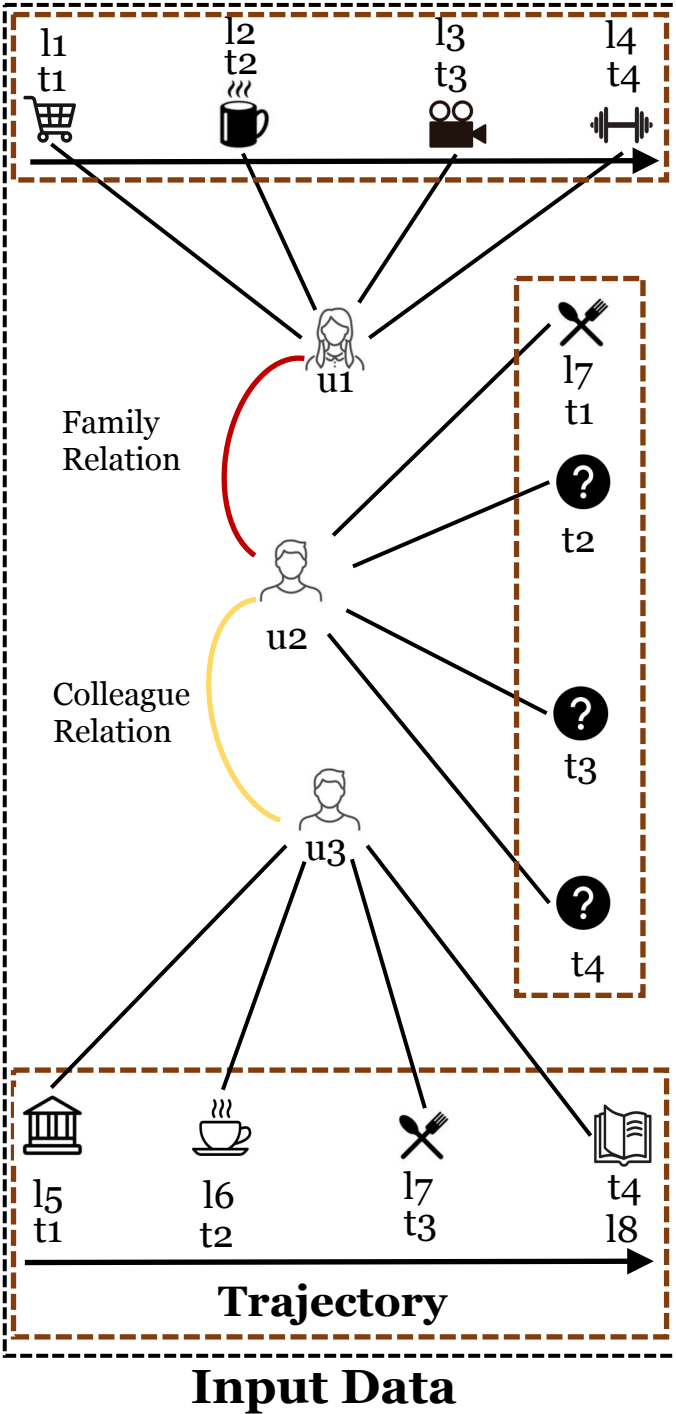 l1 l2 l3 l4
t1 t2 t3 t4
u1
Family
Relation
l7
t1
?
t2
u2
Colleague
Relation
?
t3
u3
?
t4
l5 l6 l7 t4
t1 t2 t3 l8
Trajectory
Input Data